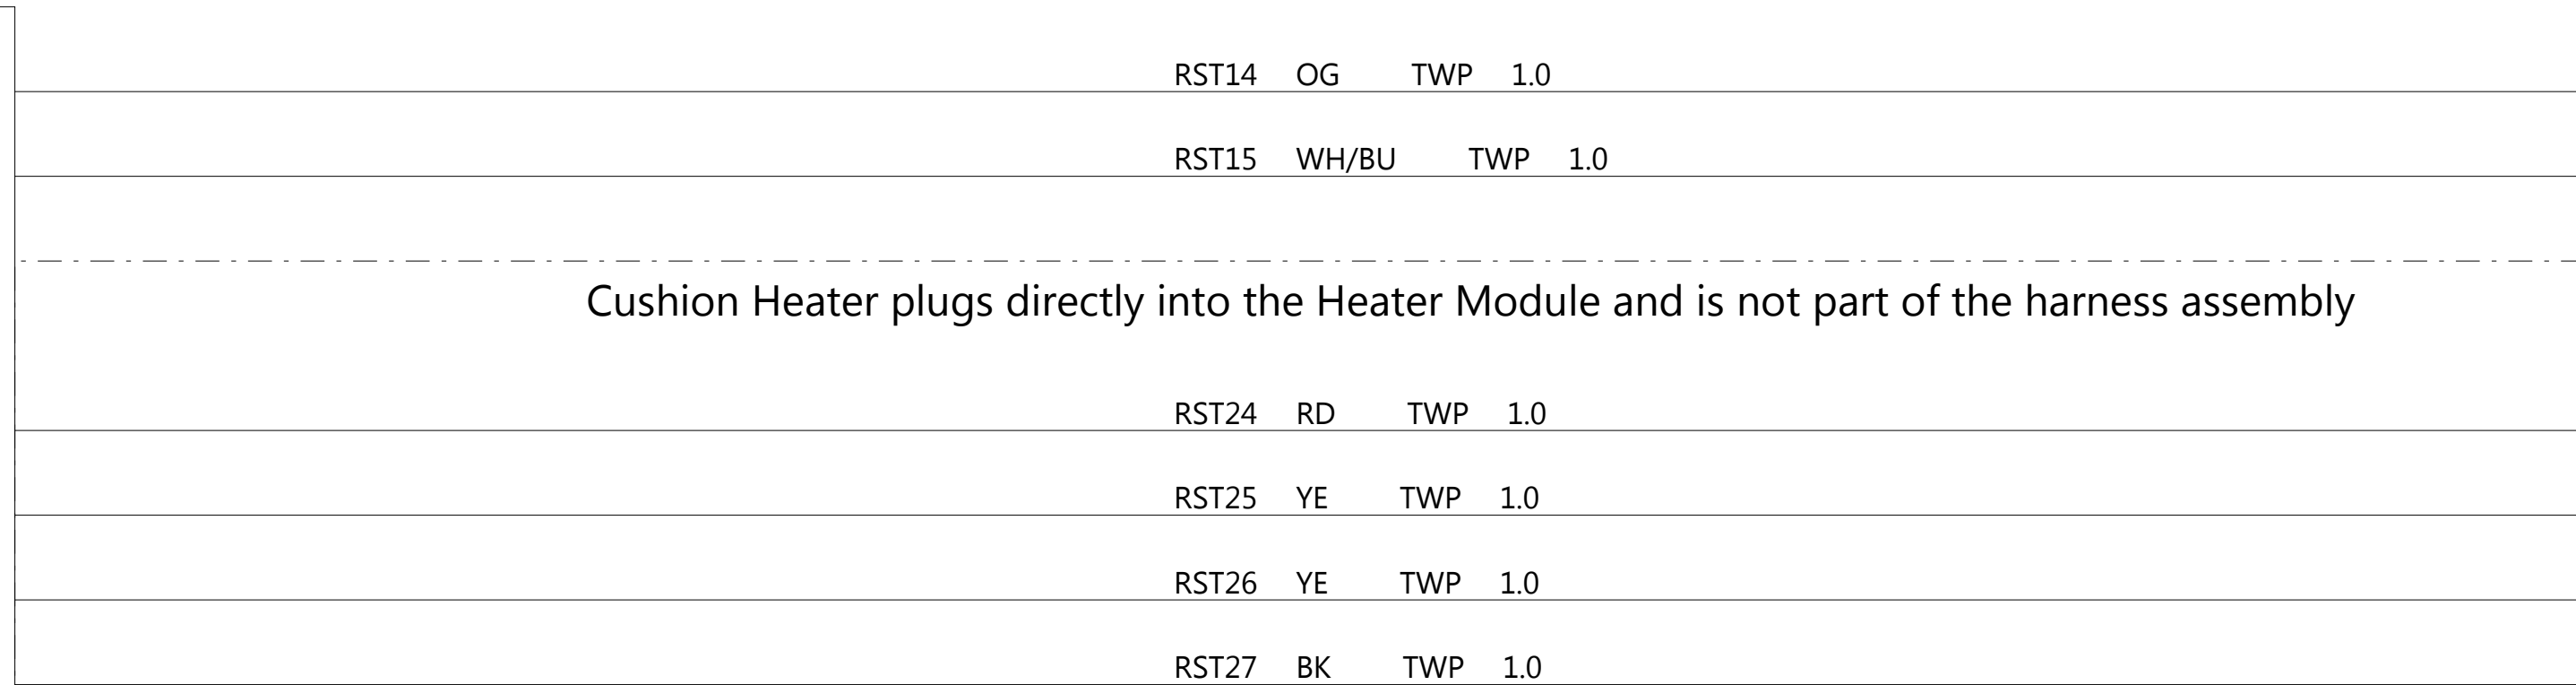 RST14 OG TWP 1.0
RST15 WH/BU TWP 1.0
Cushion Heater plugs directly into the Heater Module and is not part of the harness assembly
RST24 RD TWP 1.0
RST25 YE TWP 1.0
RST26 YE TWP 1.0
RST27 BK TWP 1.0